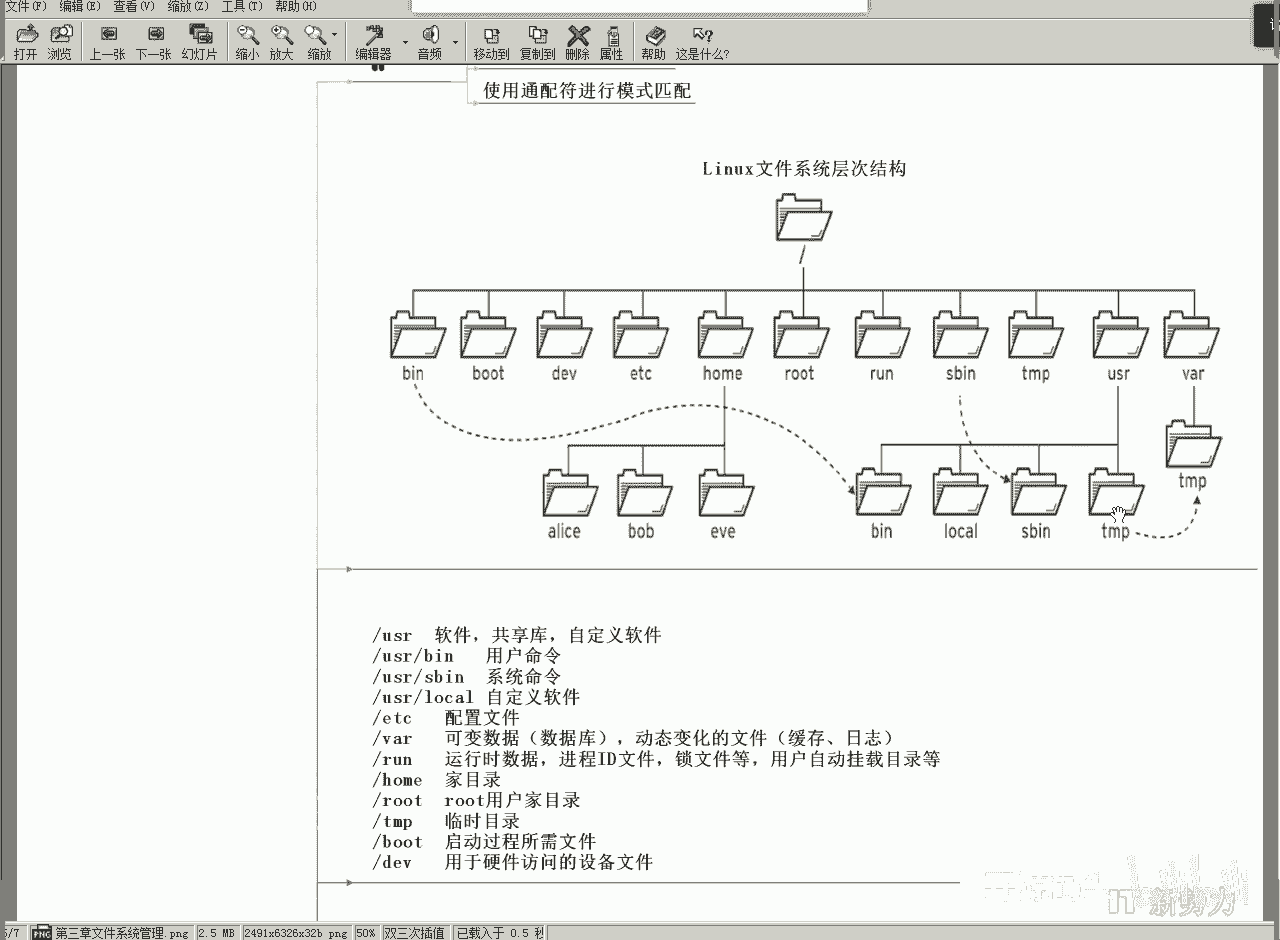 文件(F) 编辑(E) 查看(V) 缩放(Z) 工具(T) 帮助(H)
打开 浏览 上一张 下一张 幻灯片 缩小 放大 缩放 编辑器 音频 移动到 复制到 删除 属性 帮助 这是什么?
使用通配符进行模式匹配
Linux文件系统层次结构
/
bin boot dev etc home root run sbin tmp usr var
tmp
alice bob eve bin local sbin tmp
/usr 软件，共享库，自定义软件
/usr/bin 用户命令
/usr/sbin 系统命令
/usr/local 自定义软件
/etc 配置文件
/var 可变数据（数据库），动态变化的文件（缓存、日志）
/run 运行时数据，进程ID文件，锁文件等，用户自动挂载目录等
/home 家目录
/root root用户家目录
/tmp 临时目录
/boot 启动过程所需文件
/dev 用于硬件访问的设备文件
IT 新势力
5/7 PNG 第三章文件系统管理.png 2.5 MB 2491x6326x32b png 50% 双三次插值 已载入于 0.5 秒